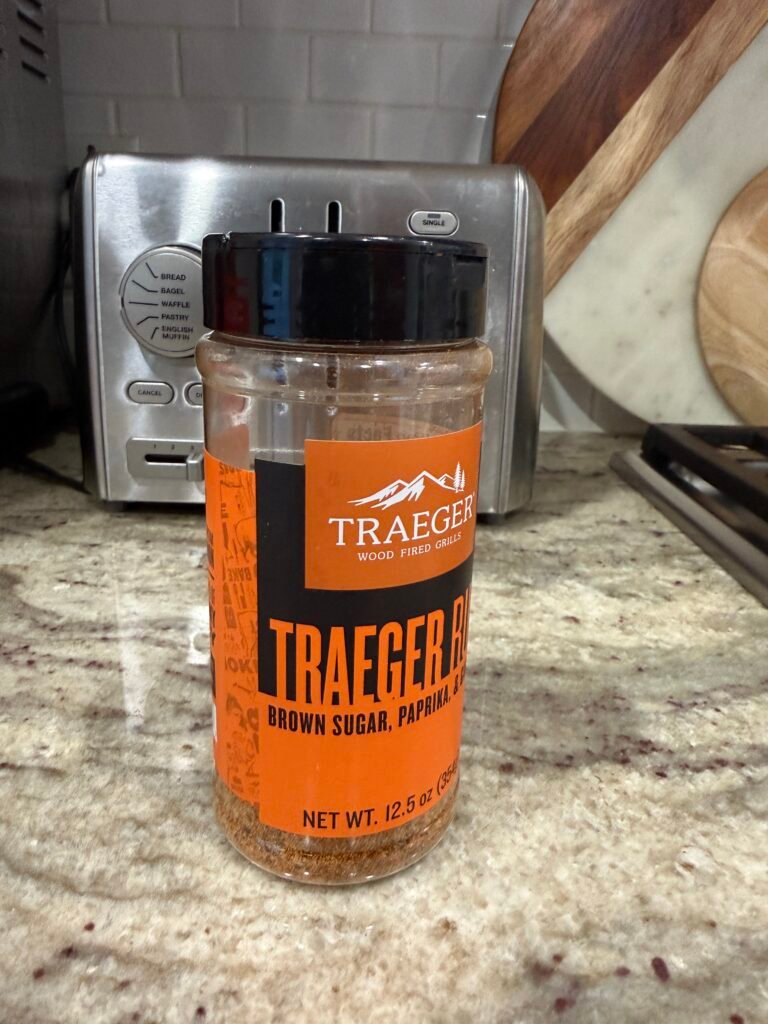 SINGLE
BREAD
BAGEL
WAFFLE
PASTRY
ENGLISH
MUFFIN
CANCEL
TRAEGER
WOOD FIRED GRILLS
TRAEGER
BROWN SUGAR, PAPRIKA, &
NET WT. 12.5 oz